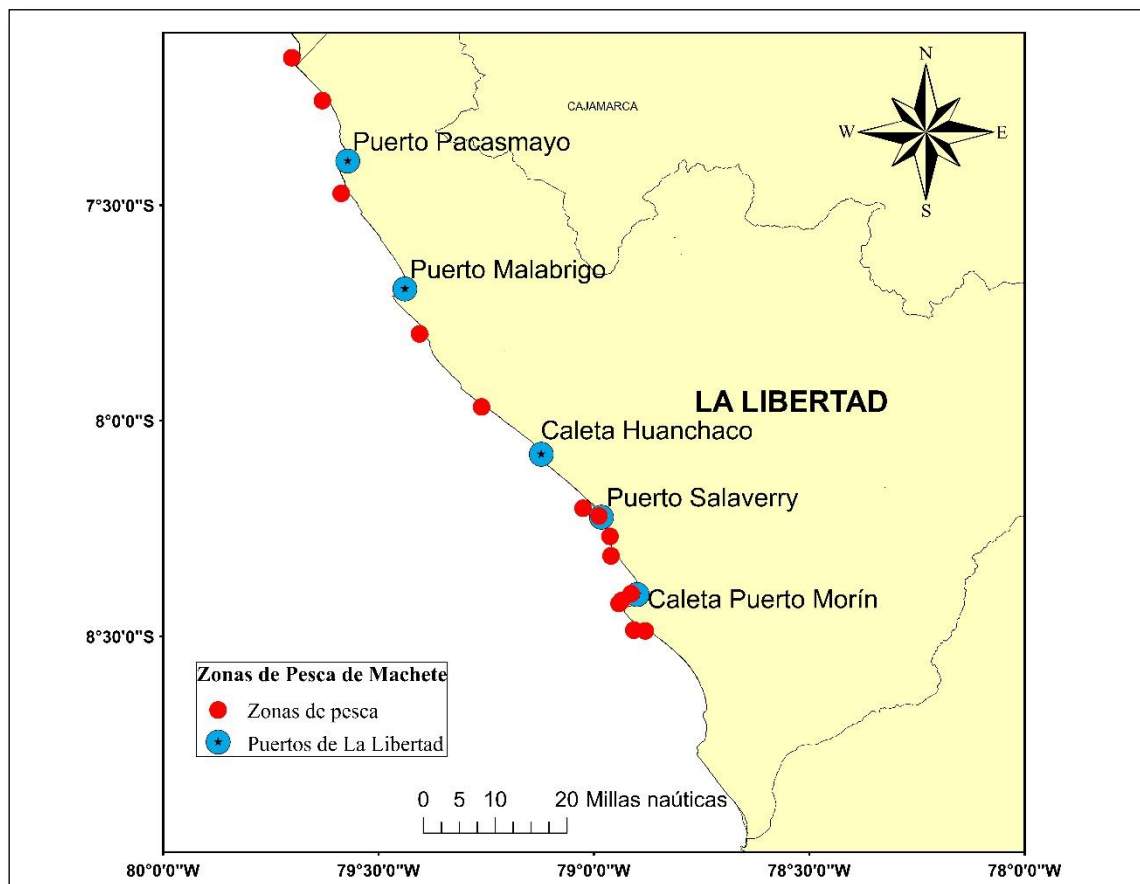 N
CAJAMARCA
W
E
S
Puerto Pacasmayo
7°30'0"S
Puerto Malabrigo
LA LIBERTAD
8°0'0"S
Caleta Huanchaco
Puerto Salaverry
Caleta Puerto Morín
8°30'0"S
Zonas de Pesca de Machete
Zonas de pesca
Puertos de La Libertad
0 5 10 20 Millas naúticas
80°0'0"W 79°30'0"W 79°0'0"W 78°30'0"W 78°0'0"W